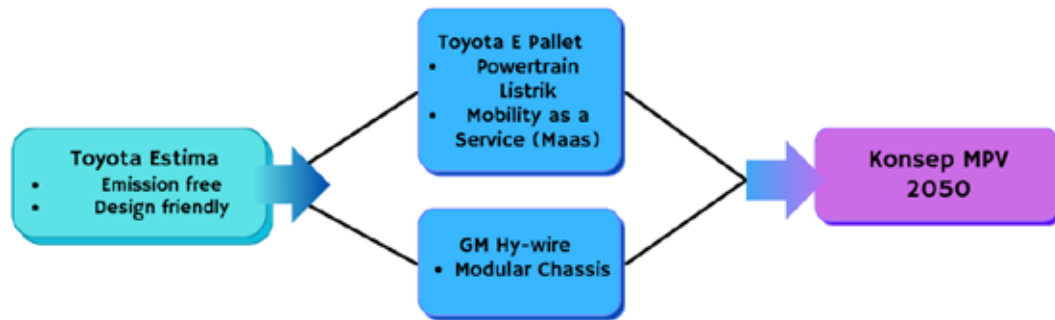 Toyota Estima
• Emission free
• Design friendly
Toyota E Pallet
• Powertrain
Listrik
• Mobility as a
Service (Maas)
GM Hy-wire
• Modular Chassis
Konsep MPV
2050